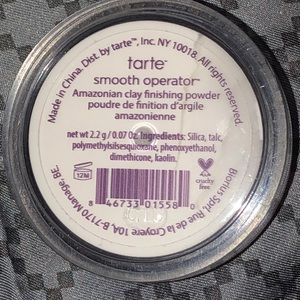 Made in China. Dist. by tarte™, Inc. NY 10018. All rights reserved.
tarte™
smooth operator™
Amazonian clay finishing powder
poudre de finition d'argile
amazonienne
net wt 2.2 g / 0.07 Oz. Ingredients: Silica, talc,
polymethylsilsesquioxane, phenoxyethanol,
dimethicone, kaolin.
12M
cruelty
free
8 46733 01558 0
Biorius Sprl. Rue de la Croyere 10A, B-7170 Manage-BE